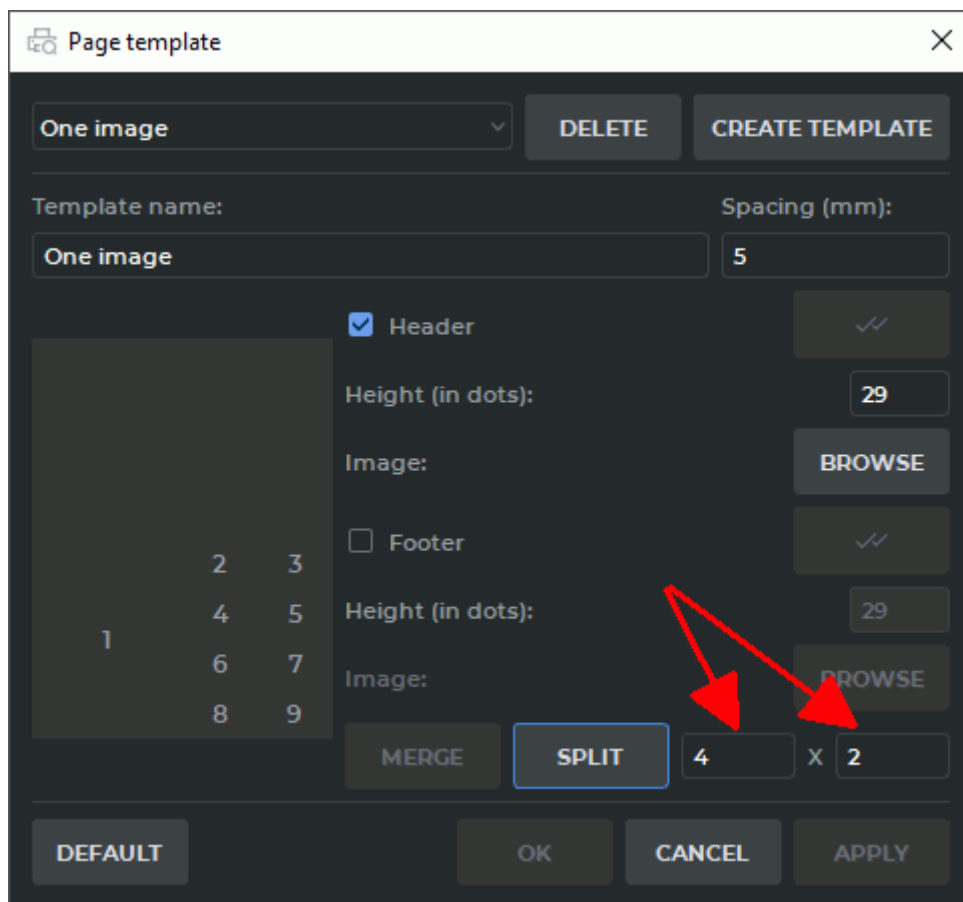 Page template
One image
DELETE
CREATE TEMPLATE
Template name:
Spacing (mm):
One image
5
Header
Height (in dots):
29
Image:
BROWSE
Footer
2 3
Height (in dots):
29
4 5
1
6 7
Image:
BROWSE
8 9
MERGE
SPLIT
4 X 2
DEFAULT
OK
CANCEL
APPLY